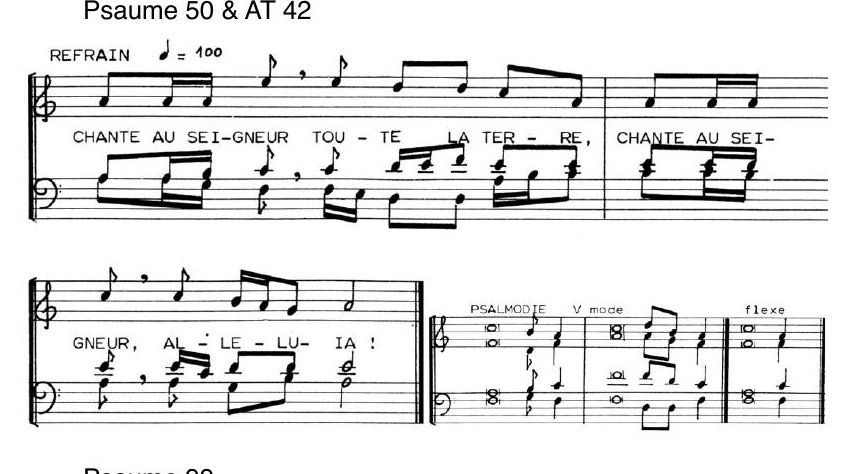 Psaume 50 & AT 42
REFRAIN ♩ = 100
CHANTE AU SEI-GNEUR TOU - TE LA TER - RE, CHANTE AU SEI-
GNEUR, AL - LE - LU- IA !
PSALMODIE V mode flexe